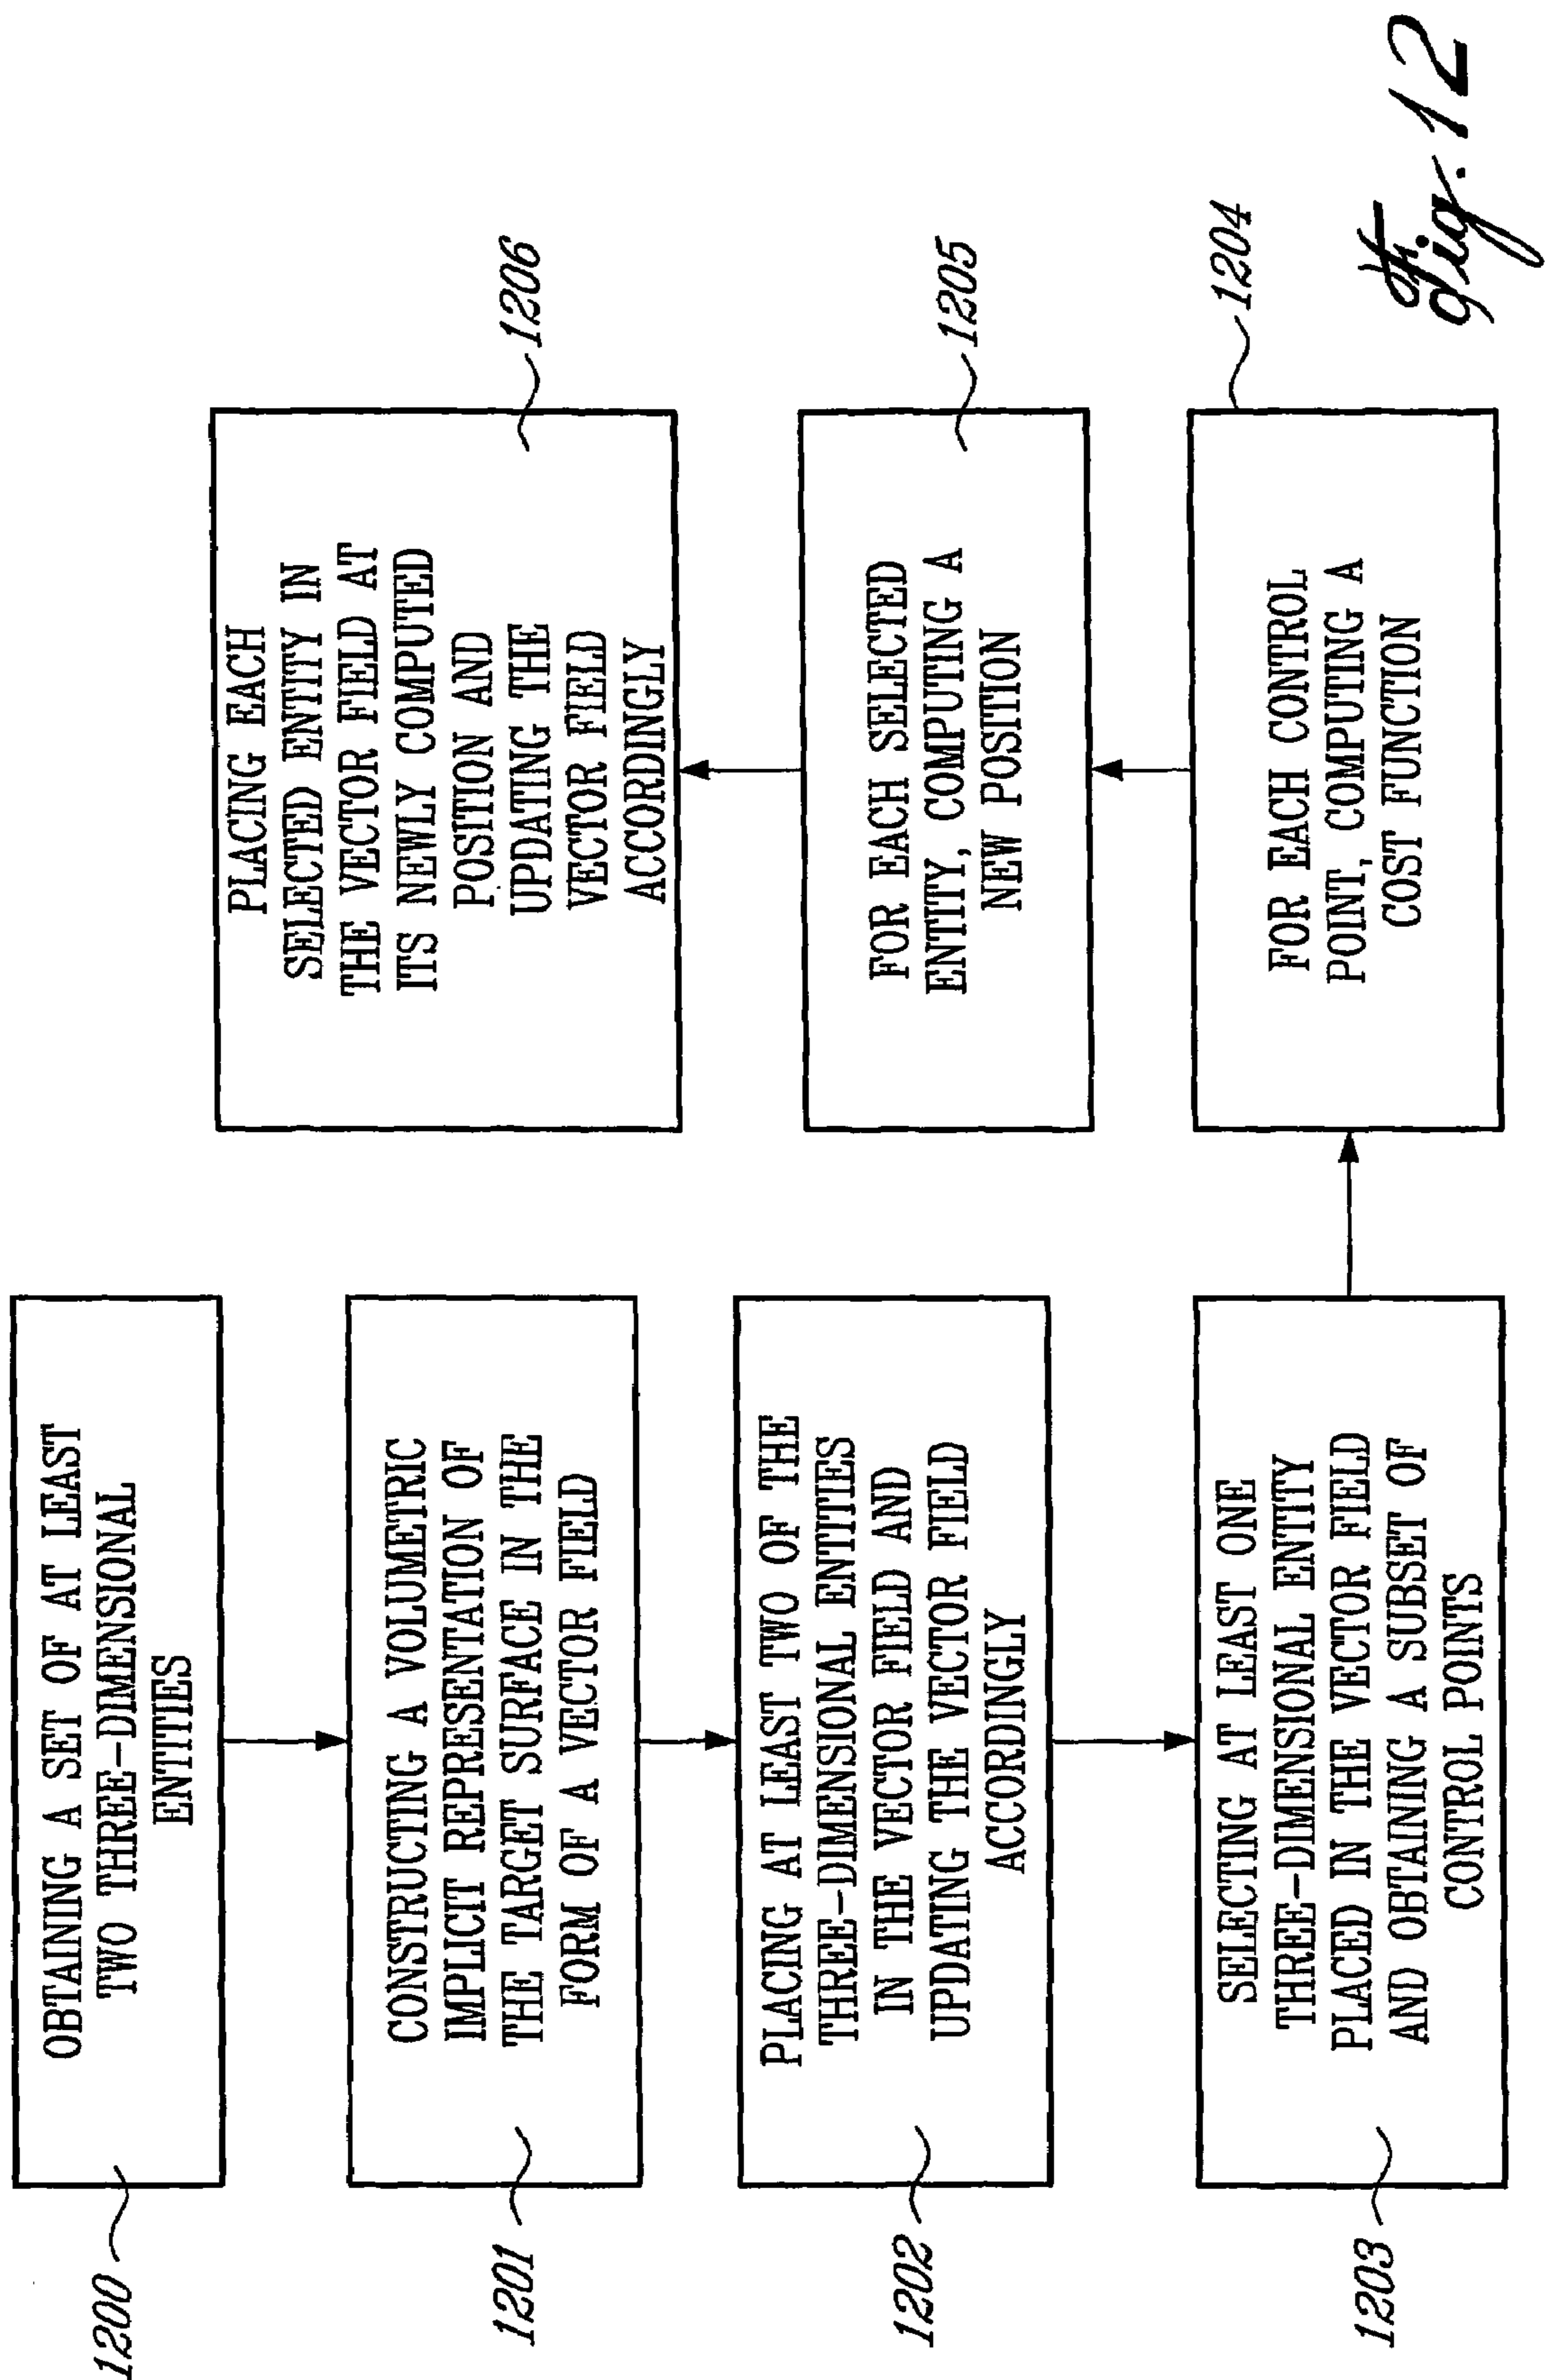 1200
OBTAINING A SET OF AT LEAST
TWO THREE-DIMENSIONAL
ENTITIES
1201
CONSTRUCTING A VOLUMETRIC
IMPLICIT REPRESENTATION OF
THE TARGET SURFACE IN THE
FORM OF A VECTOR FIELD
1202
PLACING AT LEAST TWO OF THE
THREE-DIMENSIONAL ENTITIES
IN THE VECTOR FIELD AND
UPDATING THE VECTOR FIELD
ACCORDINGLY
1203
SELECTING AT LEAST ONE
THREE-DIMENSIONAL ENTITY
PLACED IN THE VECTOR FIELD
AND OBTAINING A SUBSET OF
CONTROL POINTS
1204
FOR EACH CONTROL
POINT, COMPUTING A
COST FUNCTION
1205
FOR EACH SELECTED
ENTITY, COMPUTING A
NEW POSITION
1206
PLACING EACH
SELECTED ENTITY IN
THE VECTOR FIELD AT
ITS NEWLY COMPUTED
POSITION AND
UPDATING THE
VECTOR FIELD
ACCORDINGLY
Fig. 12